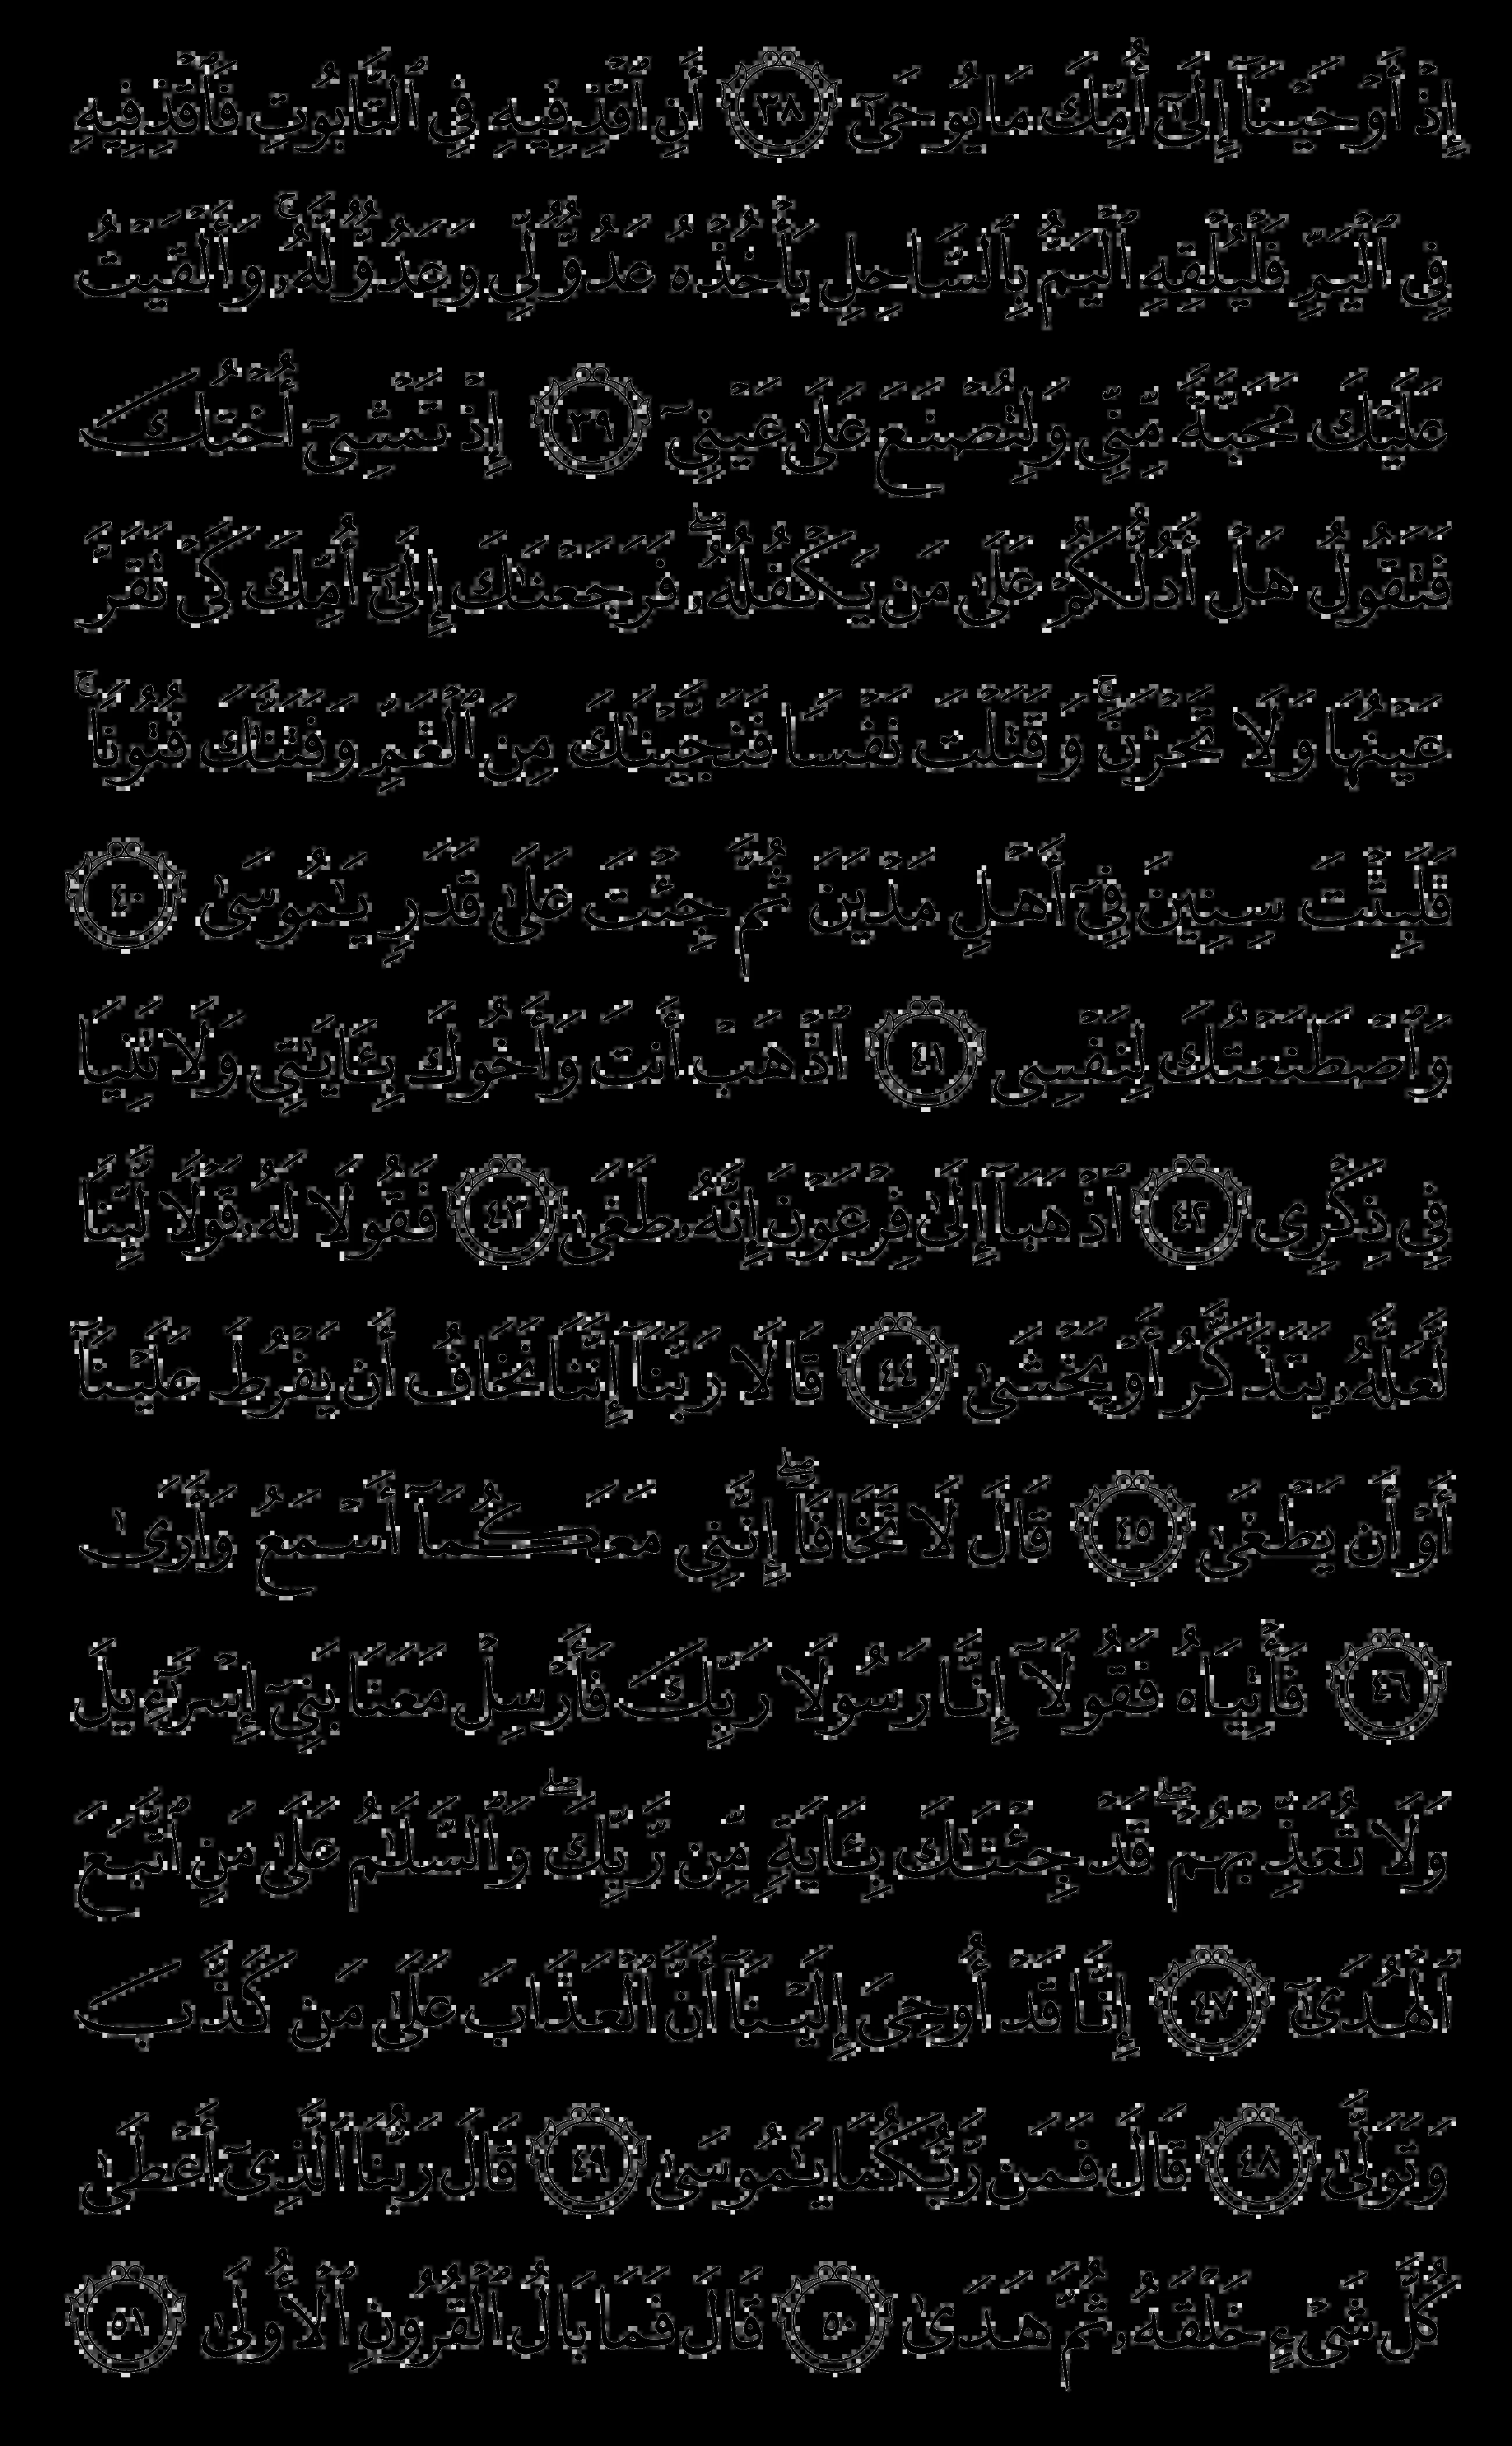 إِذْ أَوْحَيْنَآ إِلَىٰٓ أُمِّكَ مَا يُوحَىٰٓ ٣٨ أَنِ ٱقْذِفِيهِ فِى ٱلتَّابُوتِ فَٱقْذِفِيهِ
فِى ٱلْيَمِّ فَلْيُلْقِهِ ٱلْيَمُّ بِٱلسَّاحِلِ يَأْخُذْهُ عَدُوٌّ لِّى وَعَدُوٌّ لَّهُۥ ۚ وَأَلْقَيْتُ
عَلَيْكَ مَحَبَّةً مِّنِّى وَلِتُصْنَعَ عَلَىٰ عَيْنِىٓ ٣٩ إِذْ تَمْشِىٓ أُخْتُكَ
فَتَقُولُ هَلْ أَدُلُّكُمْ عَلَىٰ مَن يَكْفُلُهُۥ ۖ فَرَجَعْنَٰكَ إِلَىٰٓ أُمِّكَ كَىْ تَقَرَّ
عَيْنُهَا وَلَا تَحْزَنَ ۚ وَقَتَلْتَ نَفْسًا فَنَجَّيْنَٰكَ مِنَ ٱلْغَمِّ وَفَتَنَّٰكَ فُتُونًا ۚ
فَلَبِثْتَ سِنِينَ فِىٓ أَهْلِ مَدْيَنَ ثُمَّ جِئْتَ عَلَىٰ قَدَرٍ يَٰمُوسَىٰ ٤٠
وَٱصْطَنَعْتُكَ لِنَفْسِى ٤١ ٱذْهَبْ أَنتَ وَأَخُوكَ بِـَٔايَٰتِى وَلَا تَنِيَا
فِى ذِكْرِى ٤٢ ٱذْهَبَآ إِلَىٰ فِرْعَوْنَ إِنَّهُۥ طَغَىٰ ٤٣ فَقُولَا لَهُۥ قَوْلًا لَّيِّنًا
لَّعَلَّهُۥ يَتَذَكَّرُ أَوْ يَخْشَىٰ ٤٤ قَالَا رَبَّنَآ إِنَّنَا نَخَافُ أَن يَفْرُطَ عَلَيْنَآ
أَوْ أَن يَطْغَىٰ ٤٥ قَالَ لَا تَخَافَآ ۖ إِنَّنِى مَعَكُمَآ أَسْمَعُ وَأَرَىٰ
٤٦ فَأْتِيَاهُ فَقُولَآ إِنَّا رَسُولَا رَبِّكَ فَأَرْسِلْ مَعَنَا بَنِىٓ إِسْرَٰٓءِيلَ
وَلَا تُعَذِّبْهُمْ ۖ قَدْ جِئْنَٰكَ بِـَٔايَةٍ مِّن رَّبِّكَ ۖ وَٱلسَّلَٰمُ عَلَىٰ مَنِ ٱتَّبَعَ
ٱلْهُدَىٰٓ ٤٧ إِنَّا قَدْ أُوحِىَ إِلَيْنَآ أَنَّ ٱلْعَذَابَ عَلَىٰ مَن كَذَّبَ
وَتَوَلَّىٰ ٤٨ قَالَ فَمَن رَّبُّكُمَا يَٰمُوسَىٰ ٤٩ قَالَ رَبُّنَا ٱلَّذِىٓ أَعْطَىٰ
كُلَّ شَىْءٍ خَلْقَهُۥ ثُمَّ هَدَىٰ ٥٠ قَالَ فَمَا بَالُ ٱلْقُرُونِ ٱلْأُولَىٰ ٥١